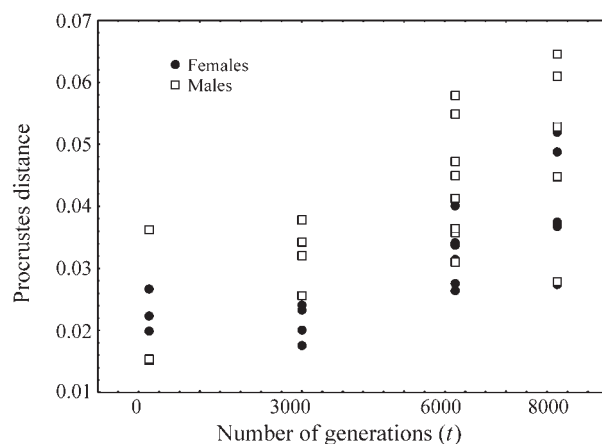 0.07
0.06
0.05
0.04
0.03
0.02
0.01
Procrustes distance
Females
Males
0 3000 6000 8000
Number of generations (t)